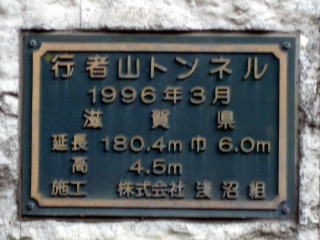 行者山トンネル
1996年3月
滋賀県
延長 180.4m 巾 6.0m
高 4.5m
施工 株式会社 浅沼組